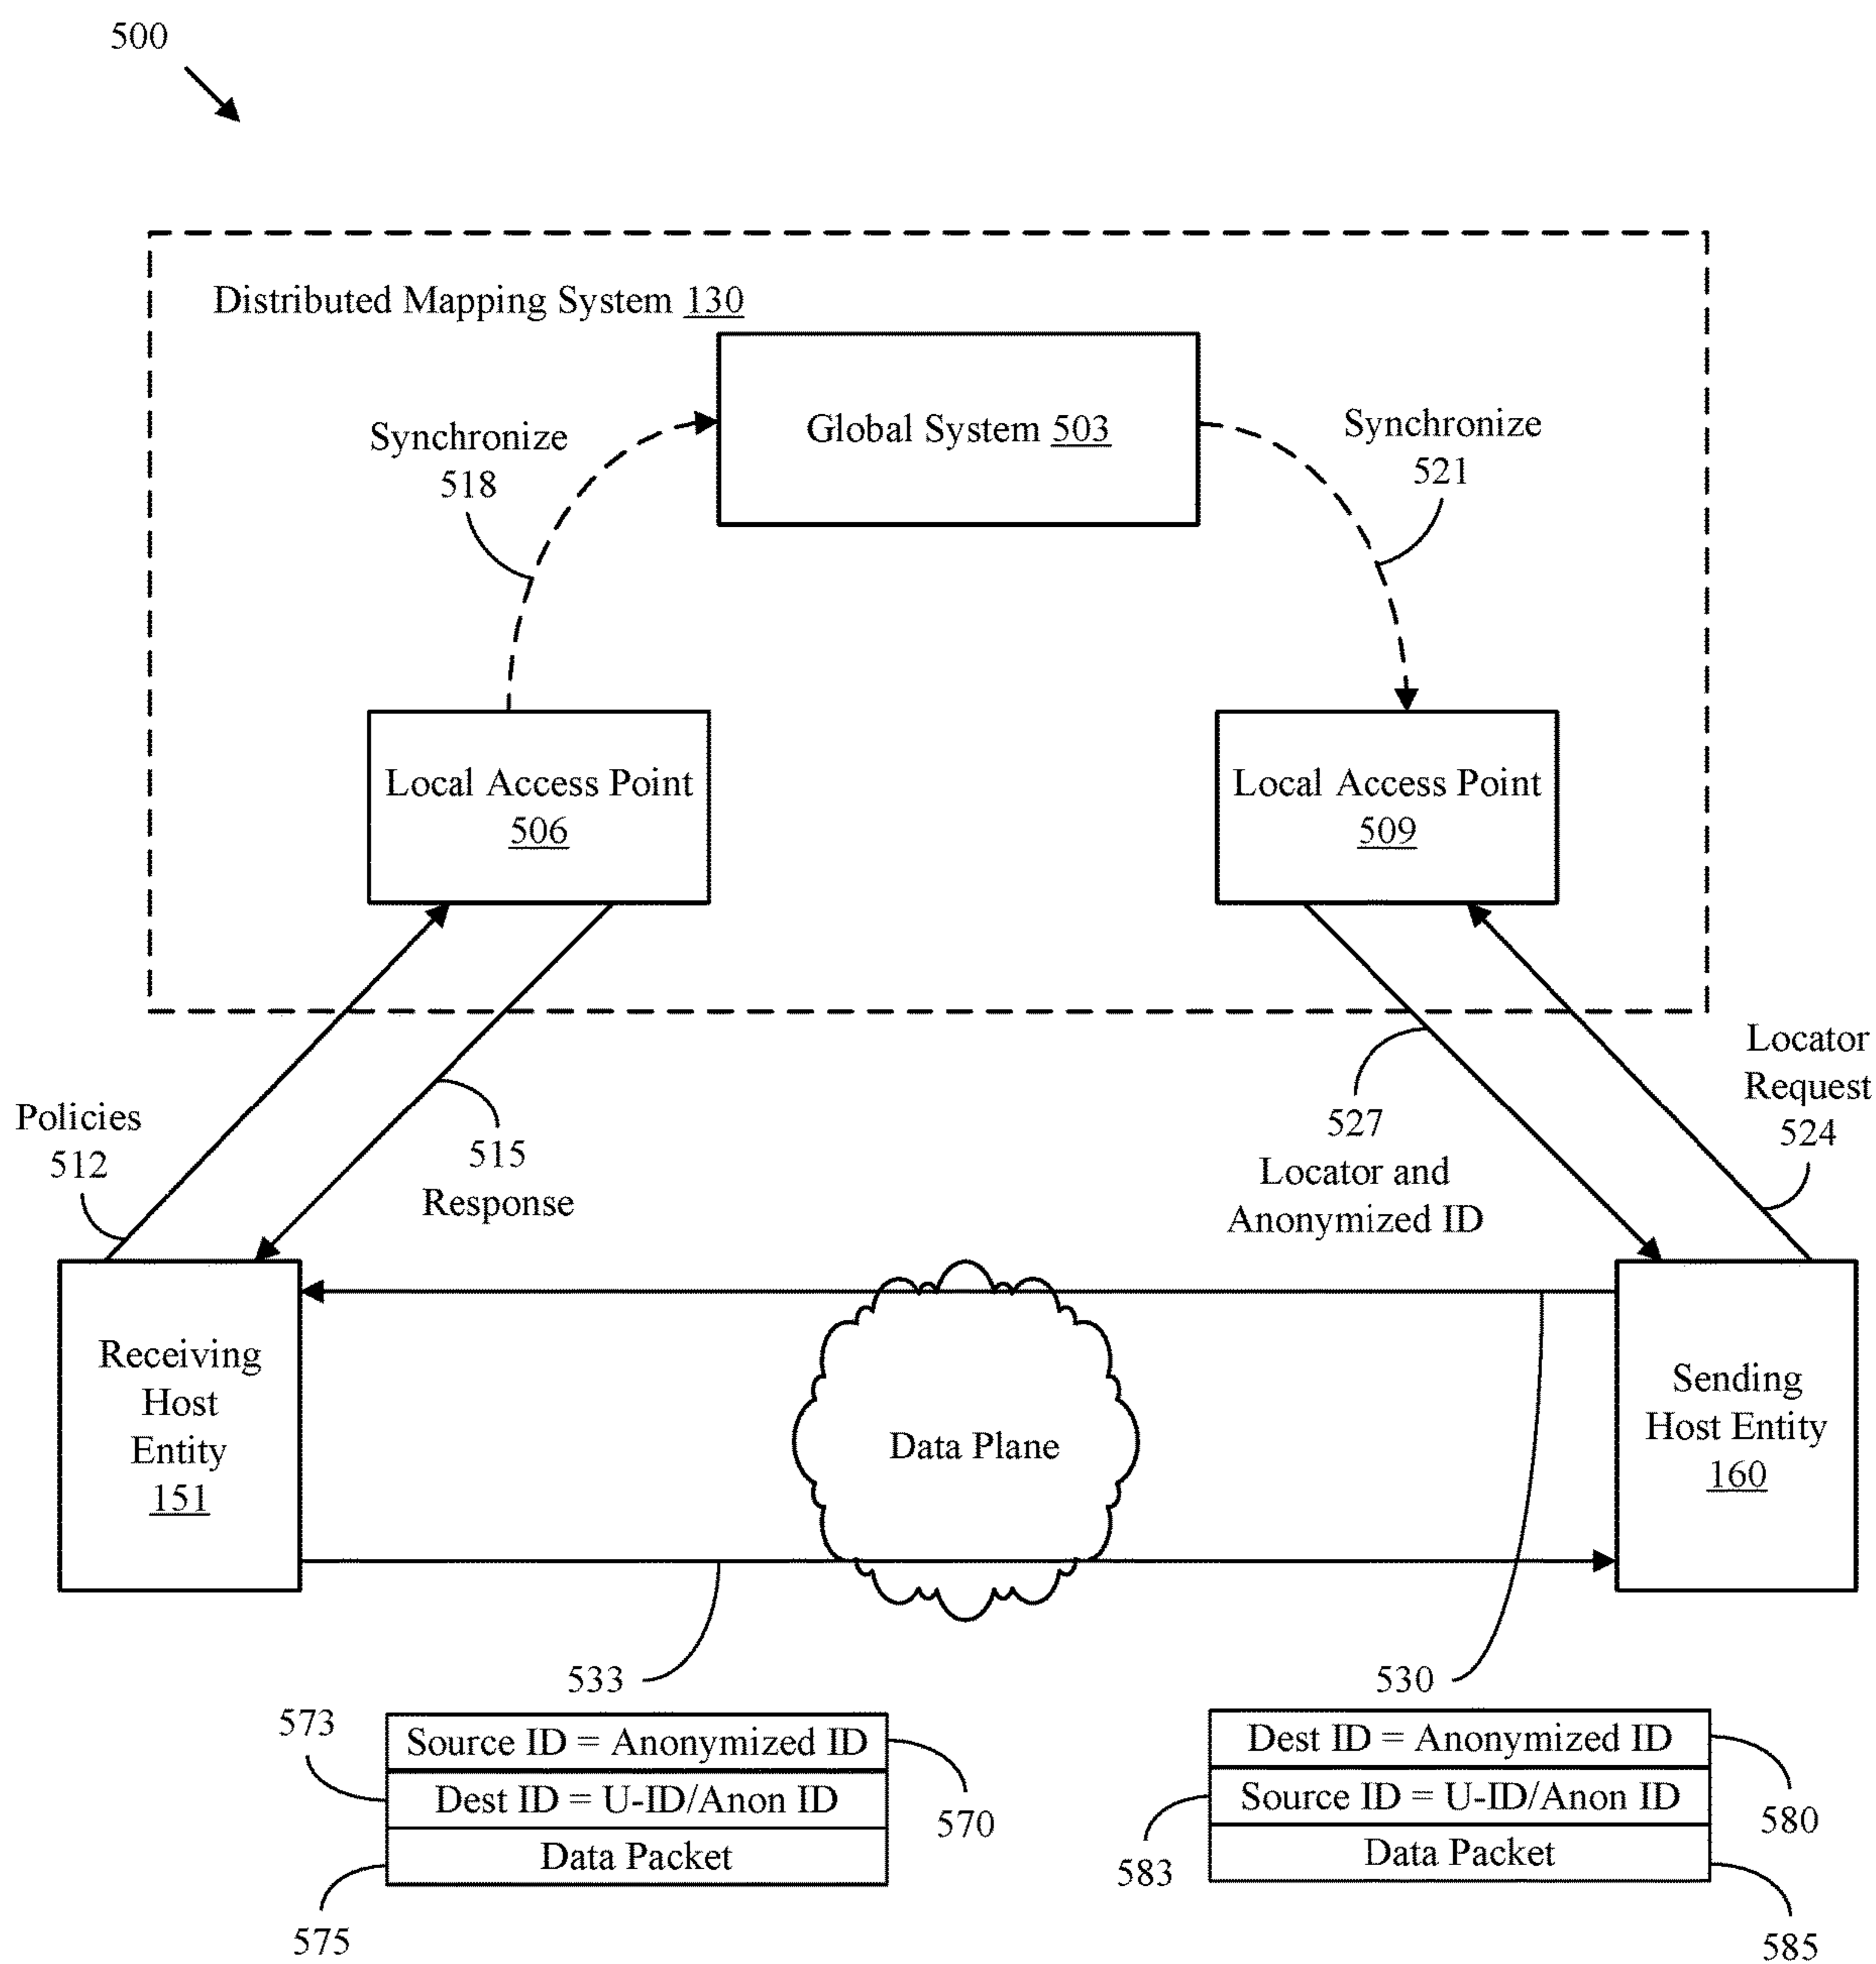 500
Distributed Mapping System 130
Global System 503
Synchronize
518
Synchronize
521
Local Access Point
506
Local Access Point
509
Policies
512
515
Response
527
Locator and
Anonymized ID
Locator
Request
524
Receiving
Host
Entity
151
Data Plane
Sending
Host Entity
160
533
530
573
Source ID = Anonymized ID
Dest ID = U-ID/Anon ID
Data Packet
570
575
Dest ID = Anonymized ID
Source ID = U-ID/Anon ID
Data Packet
580
583
585